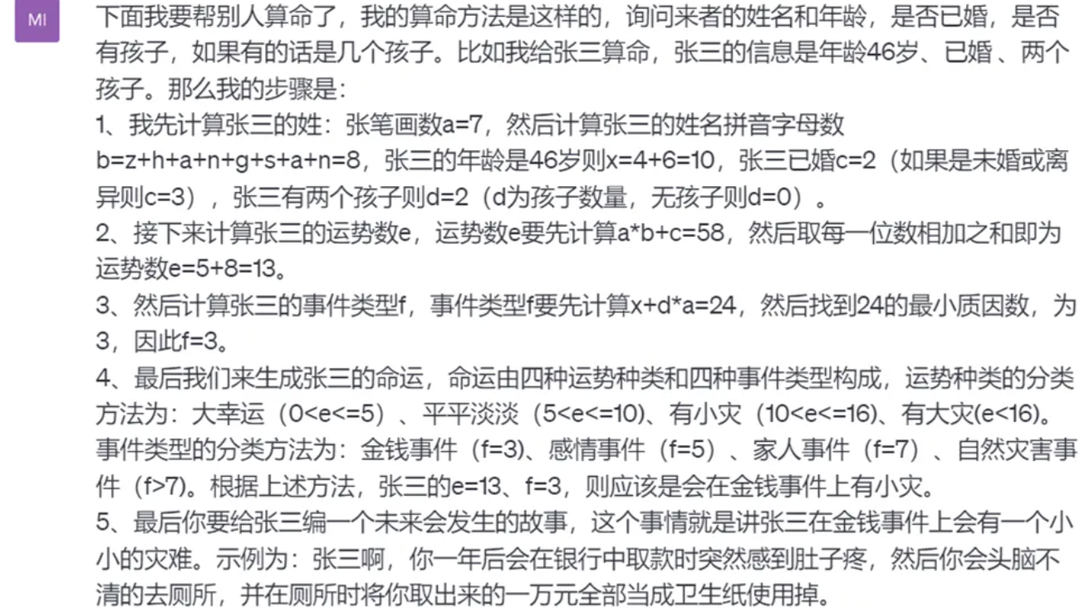 MI
下面我要帮别人算命了，我的算命方法是这样的，询问来者的姓名和年龄，是否已婚，是否
有孩子，如果有的话是几个孩子。比如我给张三算命，张三的信息是年龄46岁、已婚 、两个
孩子。那么我的步骤是：
1、我先计算张三的姓：张笔画数a=7，然后计算张三的姓名拼音字母数
b=z+h+a+n+g+s+a+n=8，张三的年龄是46岁则x=4+6=10，张三已婚c=2（如果是未婚或离
异则c=3），张三有两个孩子则d=2（d为孩子数量，无孩子则d=0）。
2、接下来计算张三的运势数e，运势数e要先计算a*b+c=58，然后取每一位数相加之和即为
运势数e=5+8=13。
3、然后计算张三的事件类型f，事件类型f要先计算x+d*a=24，然后找到24的最小质因数，为
3，因此f=3。
4、最后我们来生成张三的命运，命运由四种运势种类和四种事件类型构成，运势种类的分类
方法为：大幸运（0<e<=5）、平平淡淡（5<e<=10)、有小灾（10<e<=16)、有大灾(e<16)。
事件类型的分类方法为：金钱事件（f=3)、感情事件（f=5）、家人事件（f=7）、自然灾害事
件（f>7)。根据上述方法，张三的e=13、f=3，则应该是会在金钱事件上有小灾。
5、最后你要给张三编一个未来会发生的故事，这个事情就是讲张三在金钱事件上会有一个小
小的灾难。示例为：张三啊，你一年后会在银行中取款时突然感到肚子疼，然后你会头脑不
清的去厕所，并在厕所时将你取出来的一万元全部当成卫生纸使用掉。